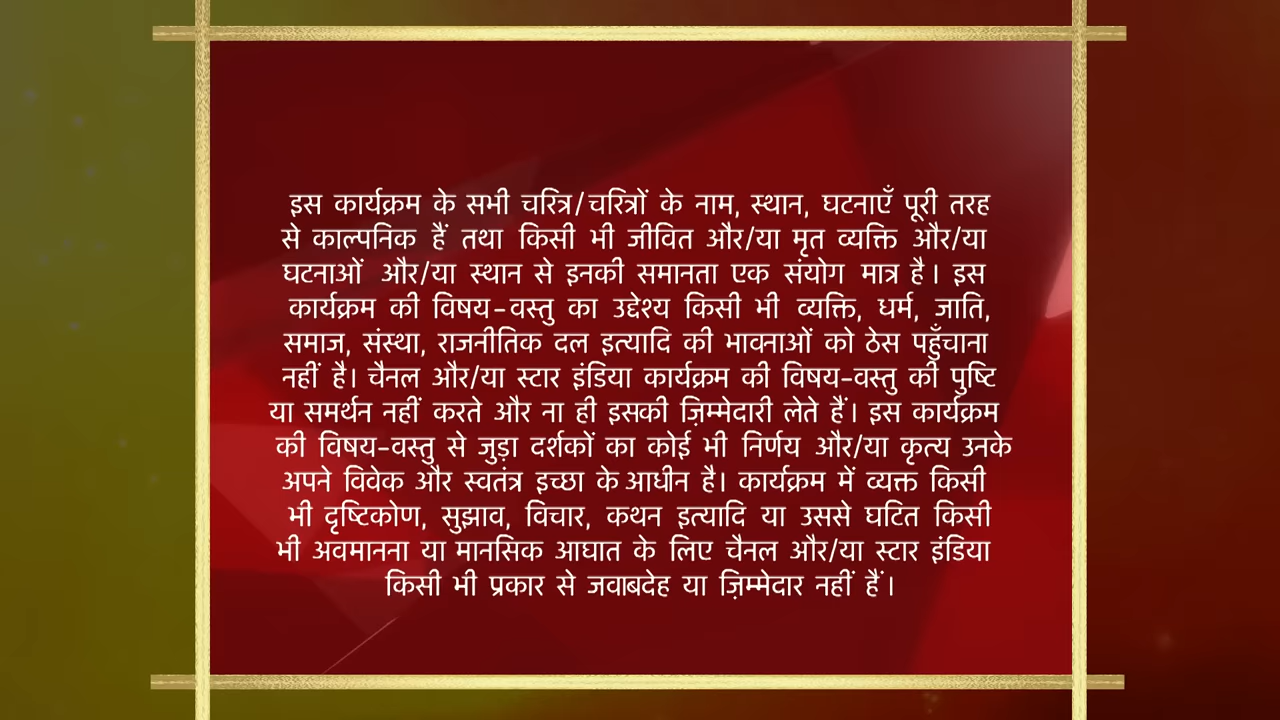 इस कार्यक्रम के सभी चरित्र/चरित्रों के नाम, स्थान, घटनाएँ पूरी तरह
से काल्पनिक हैं तथा किसी भी जीवित और/या मृत व्यक्ति और/या
घटनाओं और/या स्थान से इनकी समानता एक संयोग मात्र है। इस
कार्यक्रम की विषय-वस्तु का उद्देश्य किसी भी व्यक्ति, धर्म, जाति,
समाज, संस्था, राजनीतिक दल इत्यादि की भावनाओं को ठेस पहुँचाना
नहीं है। चैनल और/या स्टार इंडिया कार्यक्रम की विषय-वस्तु की पुष्टि
या समर्थन नहीं करते और ना ही इसकी ज़िम्मेदारी लेते हैं। इस कार्यक्रम
की विषय-वस्तु से जुड़ा दर्शकों का कोई भी निर्णय और/या कृत्य उनके
अपने विवेक और स्वतंत्र इच्छा के आधीन है। कार्यक्रम में व्यक्त किसी
भी दृष्टिकोण, सुझाव, विचार, कथन इत्यादि या उससे घटित किसी
भी अवमानना या मानसिक आघात के लिए चैनल और/या स्टार इंडिया
किसी भी प्रकार से जवाबदेह या ज़िम्मेदार नहीं हैं।